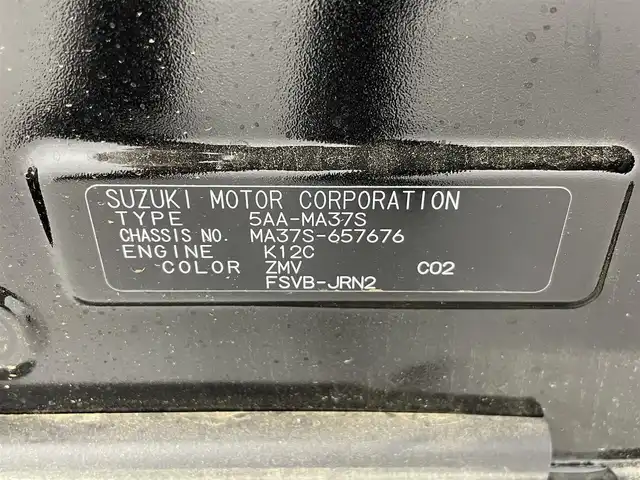 SUZUKI MOTOR CORPORATION
TYPE 5AA-MA37S
CHASSIS NO. MA37S-657676
ENGINE K12C
COLOR ZMV C02
FSVB-JRN2